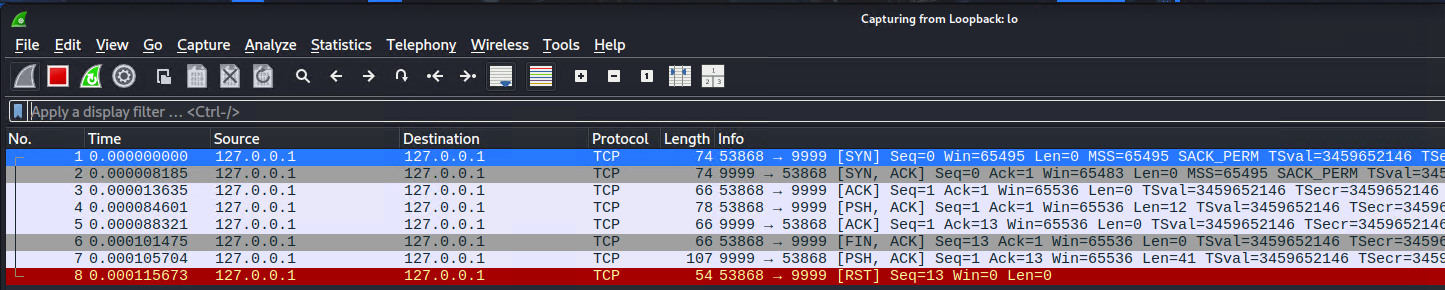 Capturing from Loopback: lo
File Edit View Go Capture Analyze Statistics Telephony Wireless Tools Help
Apply a display filter … <Ctrl-/>
No. Time Source Destination Protocol Length Info
1 0.000000000 127.0.0.1 127.0.0.1 TCP 74 53868 → 9999 [SYN] Seq=0 Win=65495 Len=0 MSS=65495 SACK_PERM TSval=3459652146 TSe
2 0.000008185 127.0.0.1 127.0.0.1 TCP 74 9999 → 53868 [SYN, ACK] Seq=0 Ack=1 Win=65483 Len=0 MSS=65495 SACK_PERM TSval=34
3 0.000013635 127.0.0.1 127.0.0.1 TCP 66 53868 → 9999 [ACK] Seq=1 Ack=1 Win=65536 Len=0 TSval=3459652146 TSecr=3459652146
4 0.000084601 127.0.0.1 127.0.0.1 TCP 78 53868 → 9999 [PSH, ACK] Seq=1 Ack=1 Win=65536 Len=12 TSval=3459652146 TSecr=3459
5 0.000088321 127.0.0.1 127.0.0.1 TCP 66 9999 → 53868 [ACK] Seq=1 Ack=13 Win=65536 Len=0 TSval=3459652146 TSecr=345965214
6 0.000101475 127.0.0.1 127.0.0.1 TCP 66 53868 → 9999 [FIN, ACK] Seq=13 Ack=1 Win=65536 Len=0 TSval=3459652146 TSecr=3459
7 0.000105704 127.0.0.1 127.0.0.1 TCP 107 9999 → 53868 [PSH, ACK] Seq=1 Ack=13 Win=65536 Len=41 TSval=3459652146 TSecr=345
8 0.000115673 127.0.0.1 127.0.0.1 TCP 54 53868 → 9999 [RST] Seq=13 Win=0 Len=0